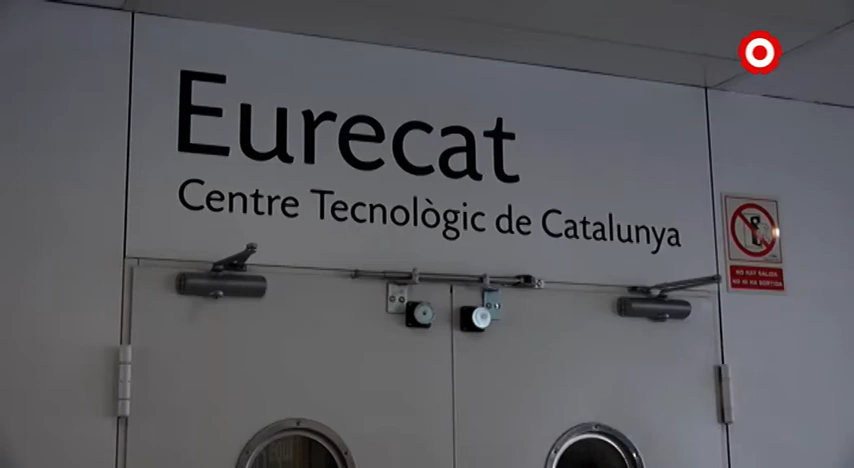 Eurecat
Centre Tecnològic de Catalunya
NO HAY SALIDA
NO HI HA SORTIDA